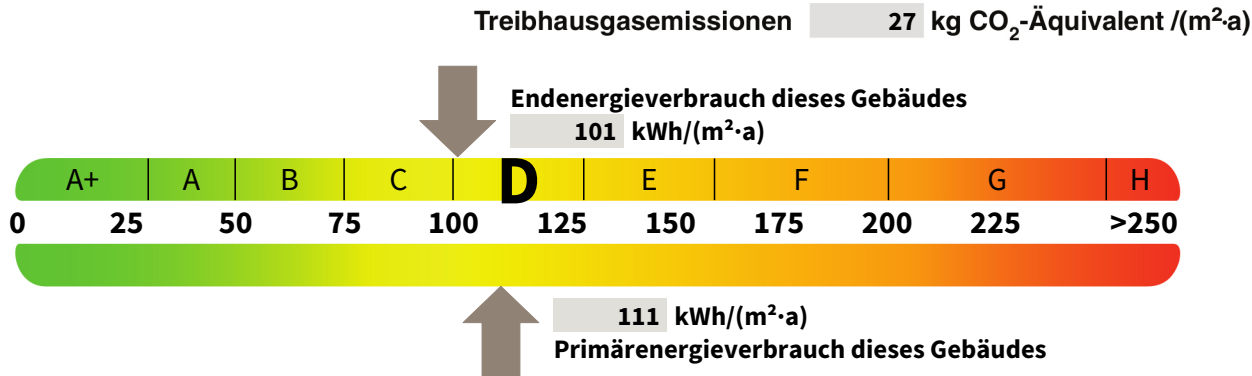 Treibhausgasemissionen 27 kg CO₂-Äquivalent /(m²·a)
Endenergieverbrauch dieses Gebäudes
101 kWh/(m²·a)
A+ A B C D E F G H
0 25 50 75 100 125 150 175 200 225 >250
111 kWh/(m²·a)
Primärenergieverbrauch dieses Gebäudes